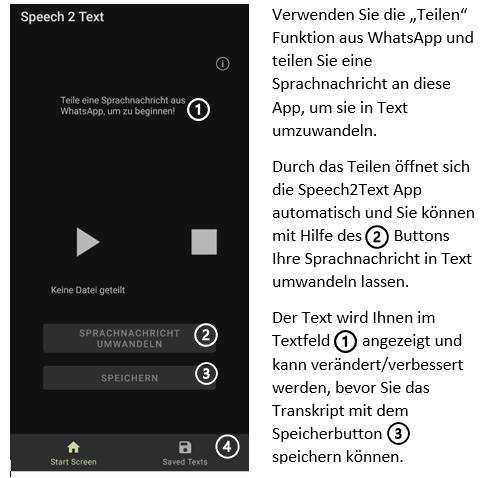 Speech 2 Text
Teile eine Sprachnachricht aus
WhatsApp, um zu beginnen! 1
Keine Datei geteilt
SPRACHNACHRICHT
UMWANDELN 2
SPEICHERN 3
4
Start Screen
Saved Texts
Verwenden Sie die „Teilen“
Funktion aus WhatsApp und
teilen Sie eine
Sprachnachricht an diese
App, um sie in Text
umzuwandeln.
Durch das Teilen öffnet sich
die Speech2Text App
automatisch und Sie können
mit Hilfe des 2 Buttons
Ihre Sprachnachricht in Text
umwandeln lassen.
Der Text wird Ihnen im
Textfeld 1 angezeigt und
kann verändert/verbessert
werden, bevor Sie das
Transkript mit dem
Speicherbutton 3
speichern können.